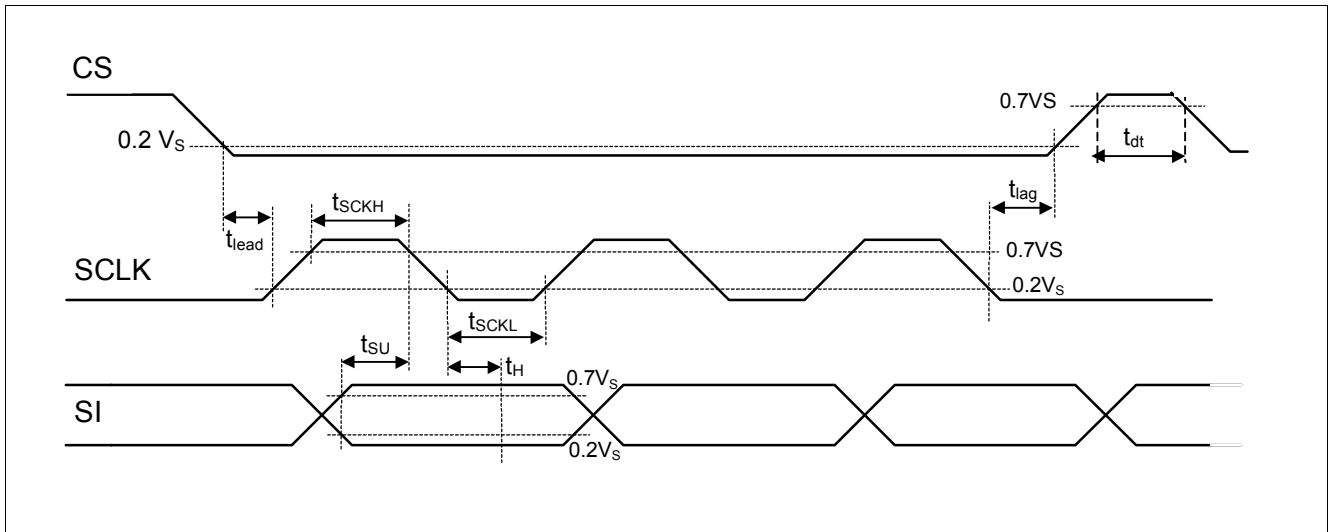 CS
0.7VS
0.2 VS
tdt
tSCKH
tlag
tlead
0.7VS
SCLK
0.2VS
tSCKL
tSU
tH
0.7VS
SI
0.2VS